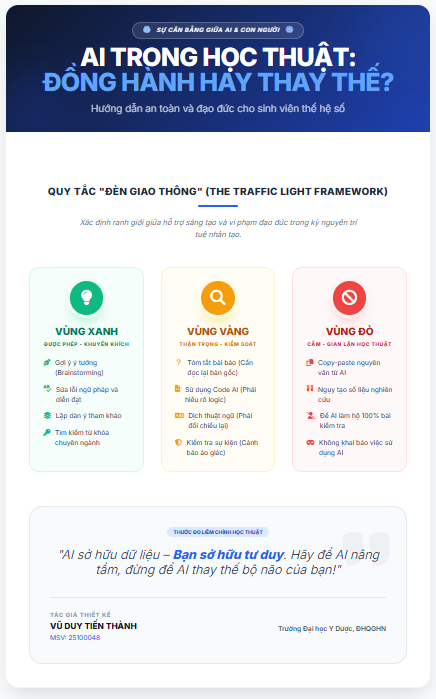 SỰ CÂN BẰNG GIỮA AI & CON NGƯỜI
AI TRONG HỌC THUẬT:
ĐỒNG HÀNH HAY THAY THẾ?
Hướng dẫn an toàn và đạo đức cho sinh viên thế hệ số
QUY TẮC "ĐÈN GIAO THÔNG" (THE TRAFFIC LIGHT FRAMEWORK)
Xác định ranh giới giữa hỗ trợ sáng tạo và vi phạm đạo đức trong kỷ nguyên trí
tuệ nhân tạo.
VÙNG XANH
ĐƯỢC PHÉP - KHUYẾN KHÍCH
Gợi ý ý tưởng
(Brainstorming)
Sửa lỗi ngữ pháp và
diễn đạt
Lập dàn ý tham khảo
Tìm kiếm từ khóa
chuyên ngành
VÙNG VÀNG
THẬN TRỌNG - KIỂM SOÁT
Tóm tắt bài báo (Cần
đọc lại bản gốc)
Sử dụng Code AI (Phải
hiểu rõ logic)
Dịch thuật ngữ (Phải
đối chiếu lại)
Kiểm tra sự kiện (Cảnh
báo ảo giác)
VÙNG ĐỎ
CẤM - GIAN LẬN HỌC THUẬT
Copy-paste nguyên
văn từ AI
Ngụy tạo số liệu nghiên
cứu
Để AI làm hộ 100% bài
kiểm tra
Không khai báo việc sử
dụng AI
THƯỚC ĐO LIÊM CHÍNH HỌC THUẬT
"AI sở hữu dữ liệu – Bạn sở hữu tư duy. Hãy để AI nâng
tầm, đừng để AI thay thế bộ não của bạn!"
TÁC GIẢ THIẾT KẾ
VŨ DUY TIẾN THÀNH
MSV: 25100048
Trường Đại học Y Dược, ĐHQGHN